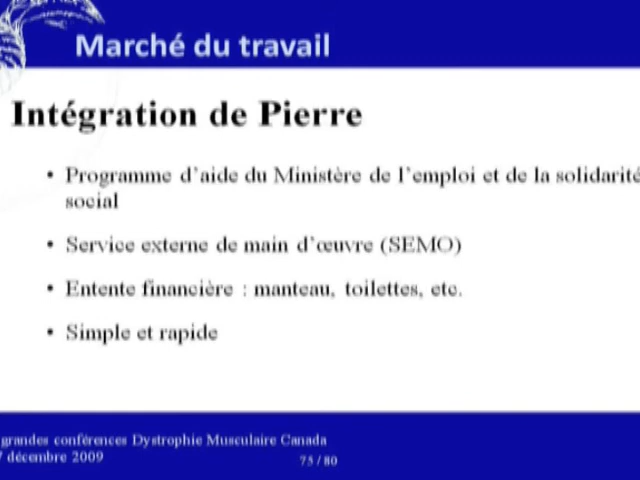 Marché du travail
Intégration de Pierre
• Programme d'aide du Ministère de l'emploi et de la solidarité
social
• Service externe de main d'œuvre (SEMO)
• Entente financière : manteau, toilettes, etc.
• Simple et rapide
grandes conférences Dystrophie Musculaire Canada
7 décembre 2009
75 / 80